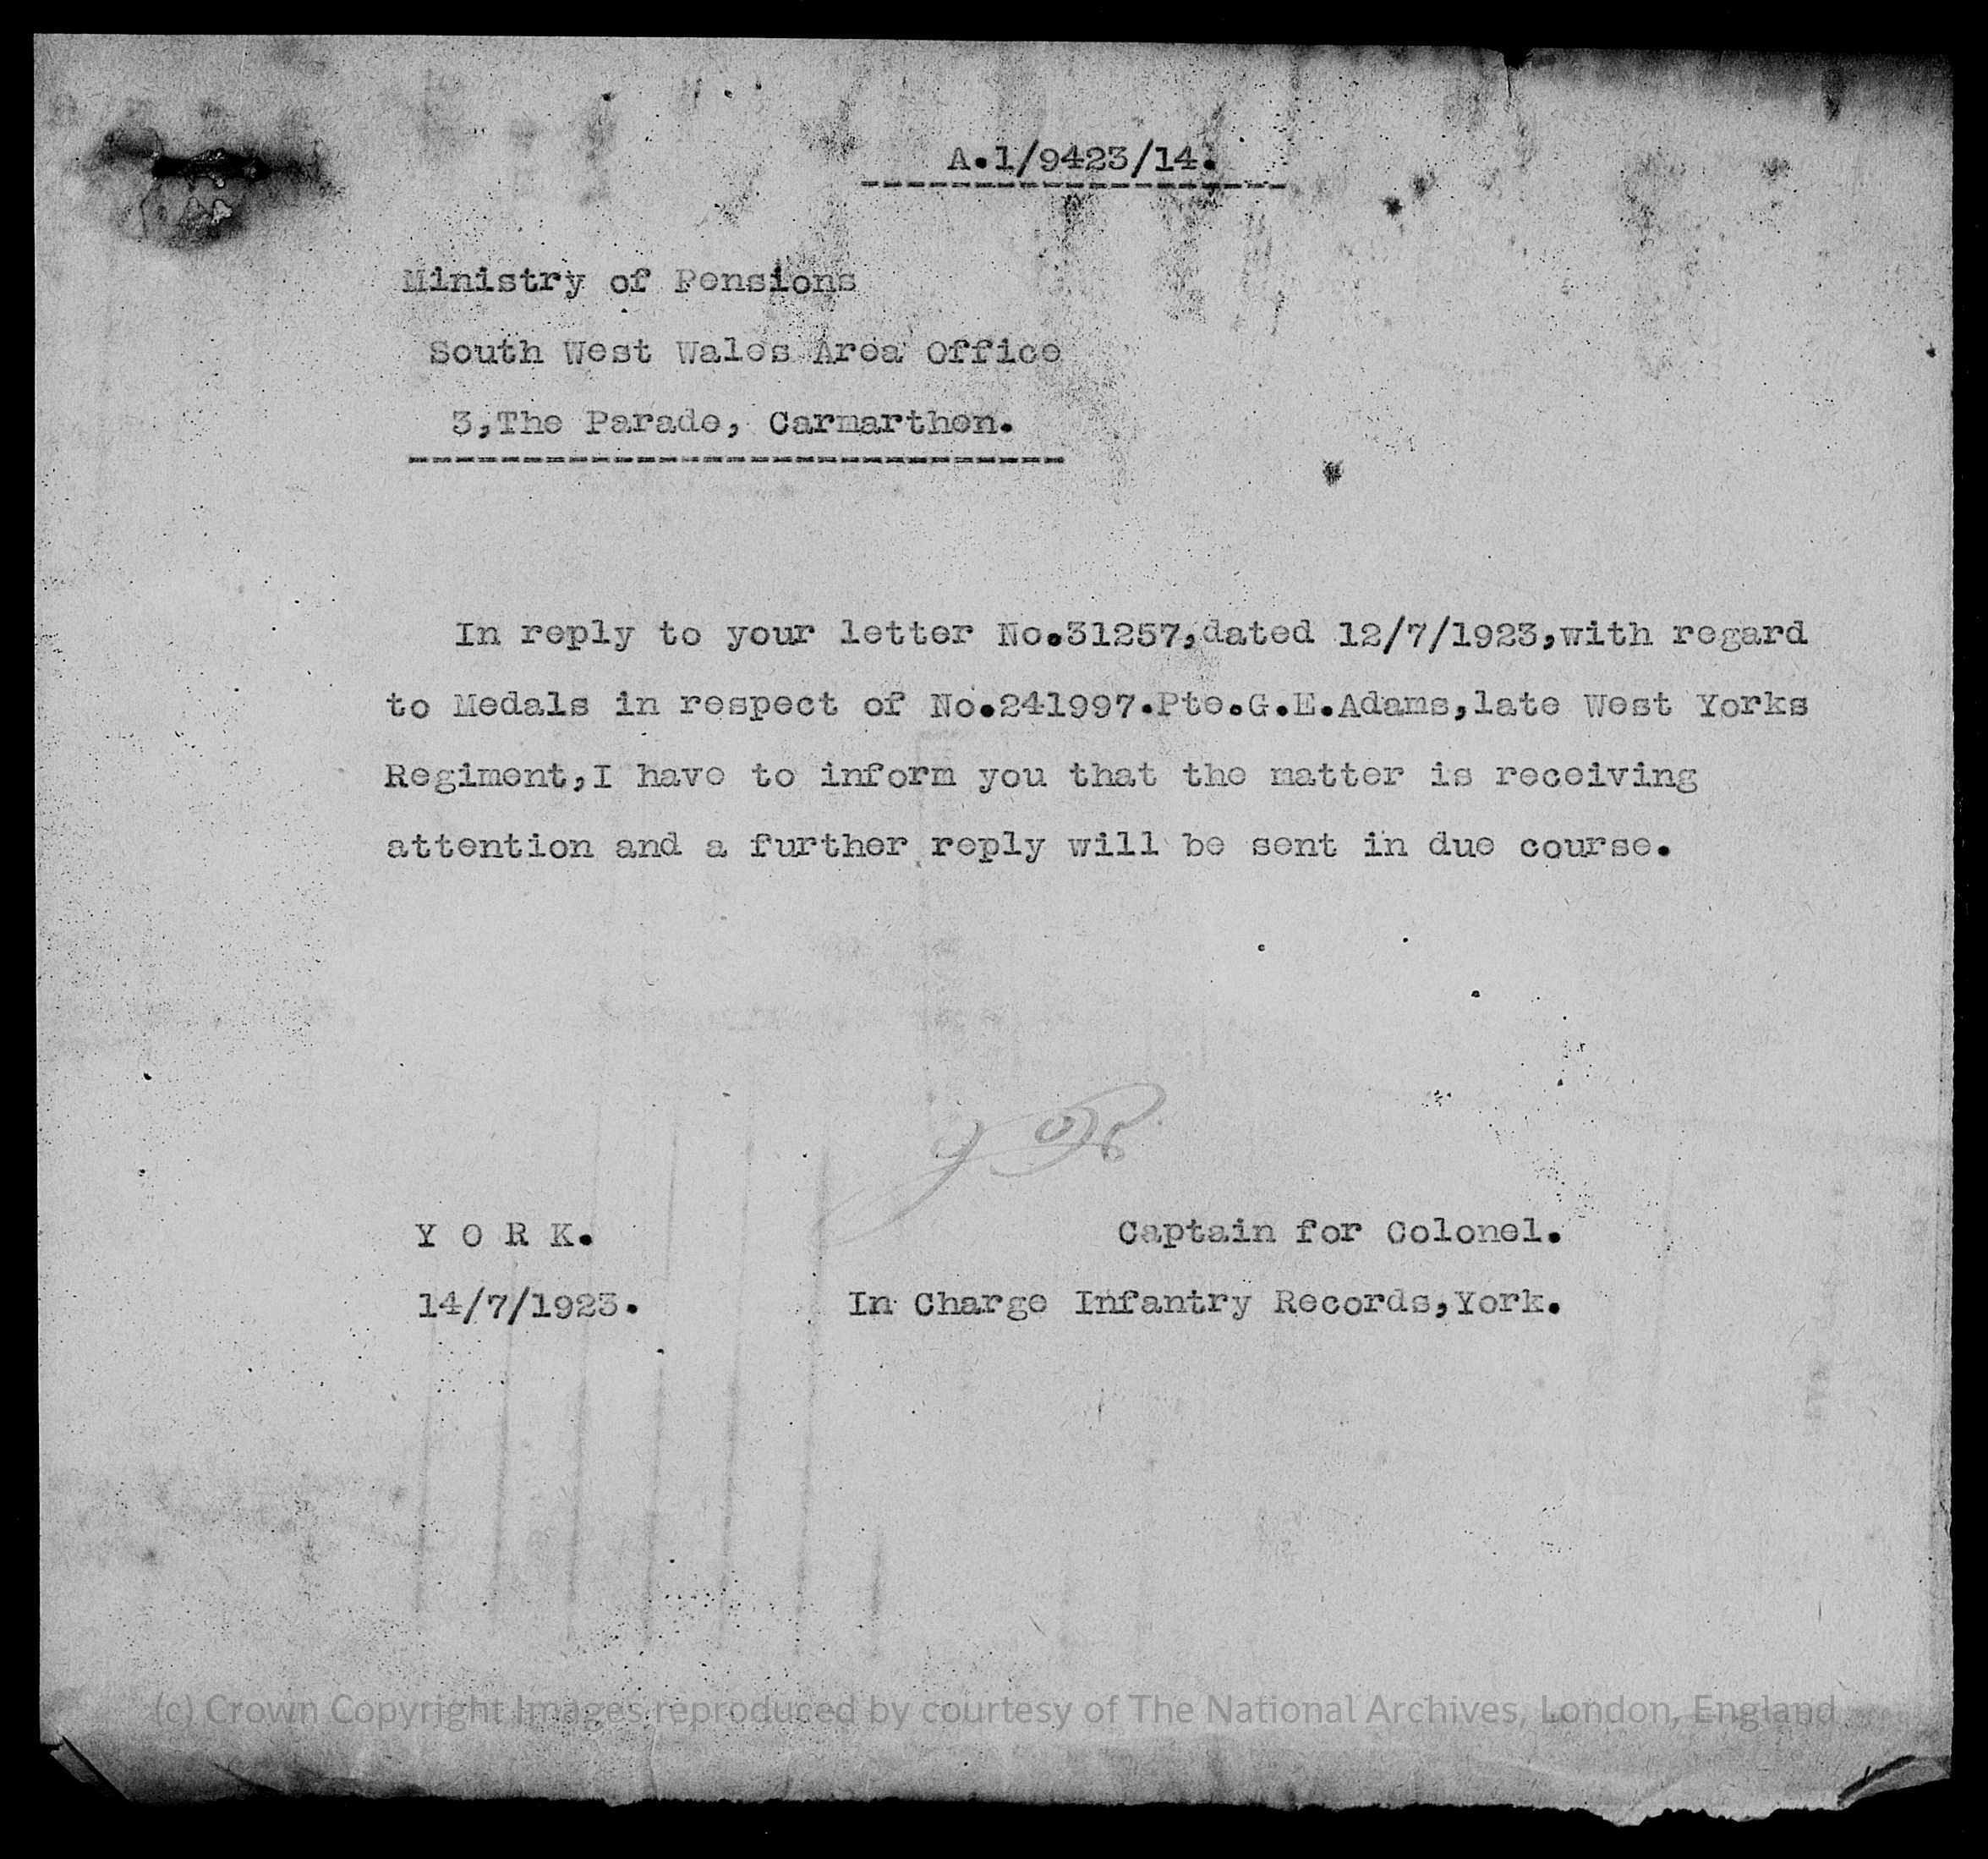 A.1/9423/14.
Ministry of Pensions
South West Wales Area Office
3,The Parade, Carmarthen.
In reply to your letter No.31257,dated 12/7/1923,with regard
to Medals in respect of No.241997.Pte.G.E.Adams,late West Yorks
Regiment,I have to inform you that the matter is receiving
attention and a further reply will be sent in due course.
Y O R K.
Captain for Colonel.
14/7/1923.
In Charge Infantry Records,York.
(c) Crown Copyright Images reproduced by courtesy of The National Archives, London, England